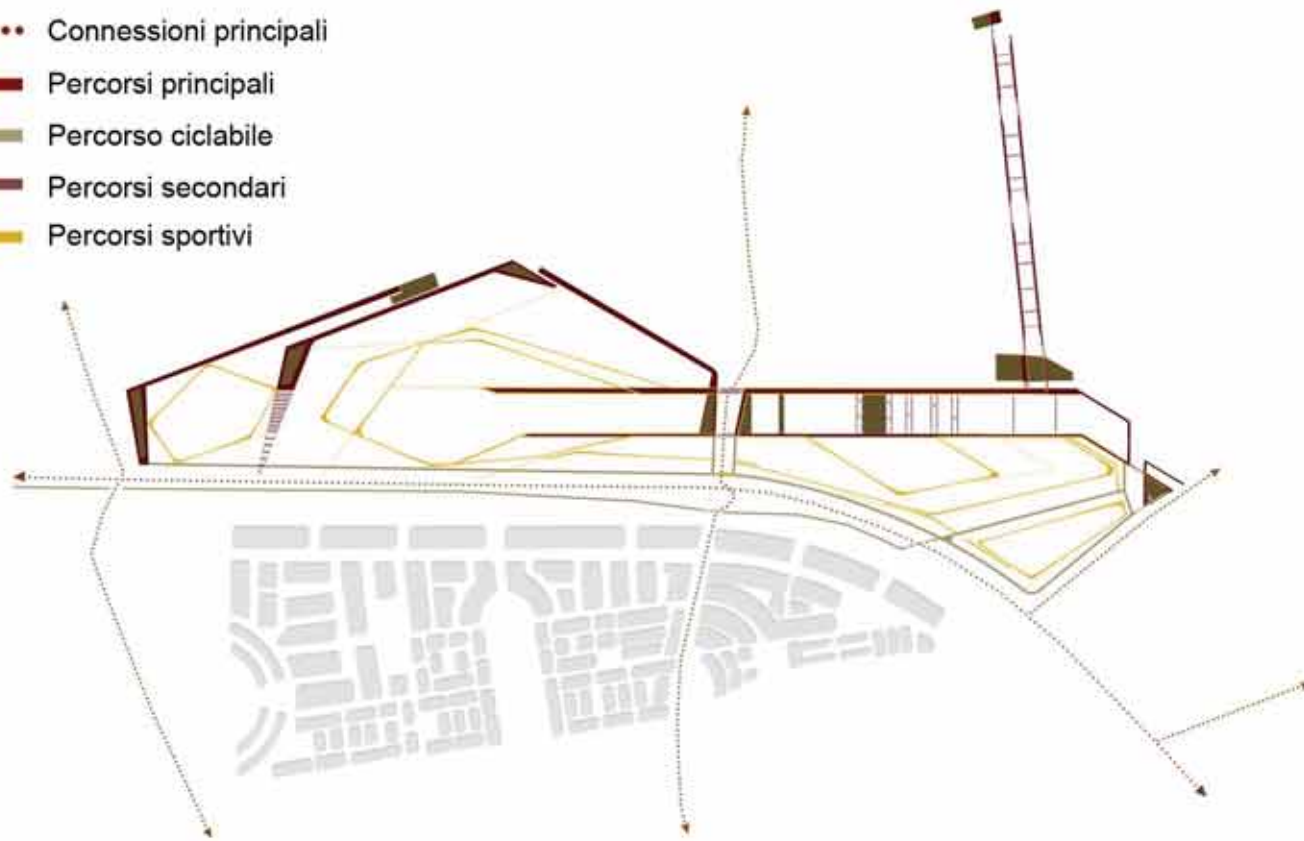 Connessioni principali
Percorsi principali
Percorso ciclabile
Percorsi secondari
Percorsi sportivi